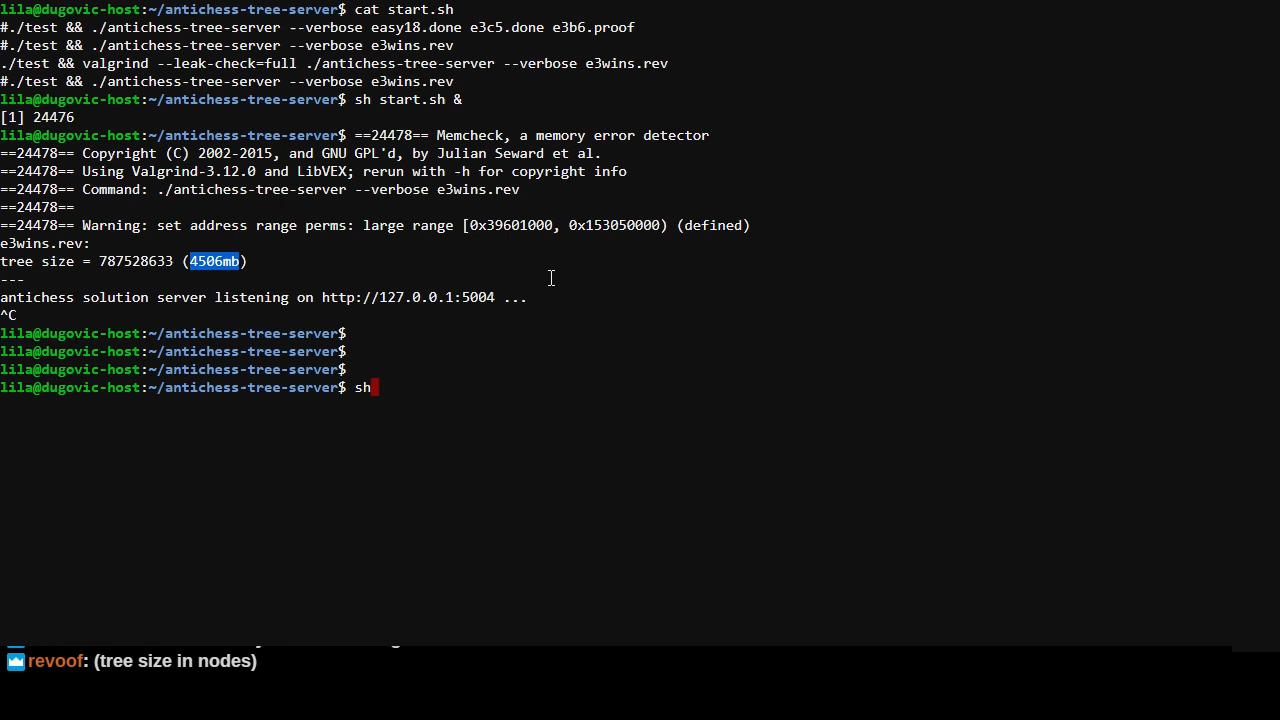 lila@dugovic-host:~/antichess-tree-server$ cat start.sh
#./test && ./antichess-tree-server --verbose easy18.done e3c5.done e3b6.proof
#./test && ./antichess-tree-server --verbose e3wins.rev
./test && valgrind --leak-check=full ./antichess-tree-server --verbose e3wins.rev
#./test && ./antichess-tree-server --verbose e3wins.rev
lila@dugovic-host:~/antichess-tree-server$ sh start.sh &
[1] 24476
lila@dugovic-host:~/antichess-tree-server$ ==24478== Memcheck, a memory error detector
==24478== Copyright (C) 2002-2015, and GNU GPL'd, by Julian Seward et al.
==24478== Using Valgrind-3.12.0 and LibVEX; rerun with -h for copyright info
==24478== Command: ./antichess-tree-server --verbose e3wins.rev
==24478==
==24478== Warning: set address range perms: large range [0x39601000, 0x153050000) (defined)
e3wins.rev:
tree size = 787528633 (4506mb)
---
antichess solution server listening on http://127.0.0.1:5004 ...
^C
lila@dugovic-host:~/antichess-tree-server$
lila@dugovic-host:~/antichess-tree-server$
lila@dugovic-host:~/antichess-tree-server$
lila@dugovic-host:~/antichess-tree-server$ sh
revoof: (tree size in nodes)